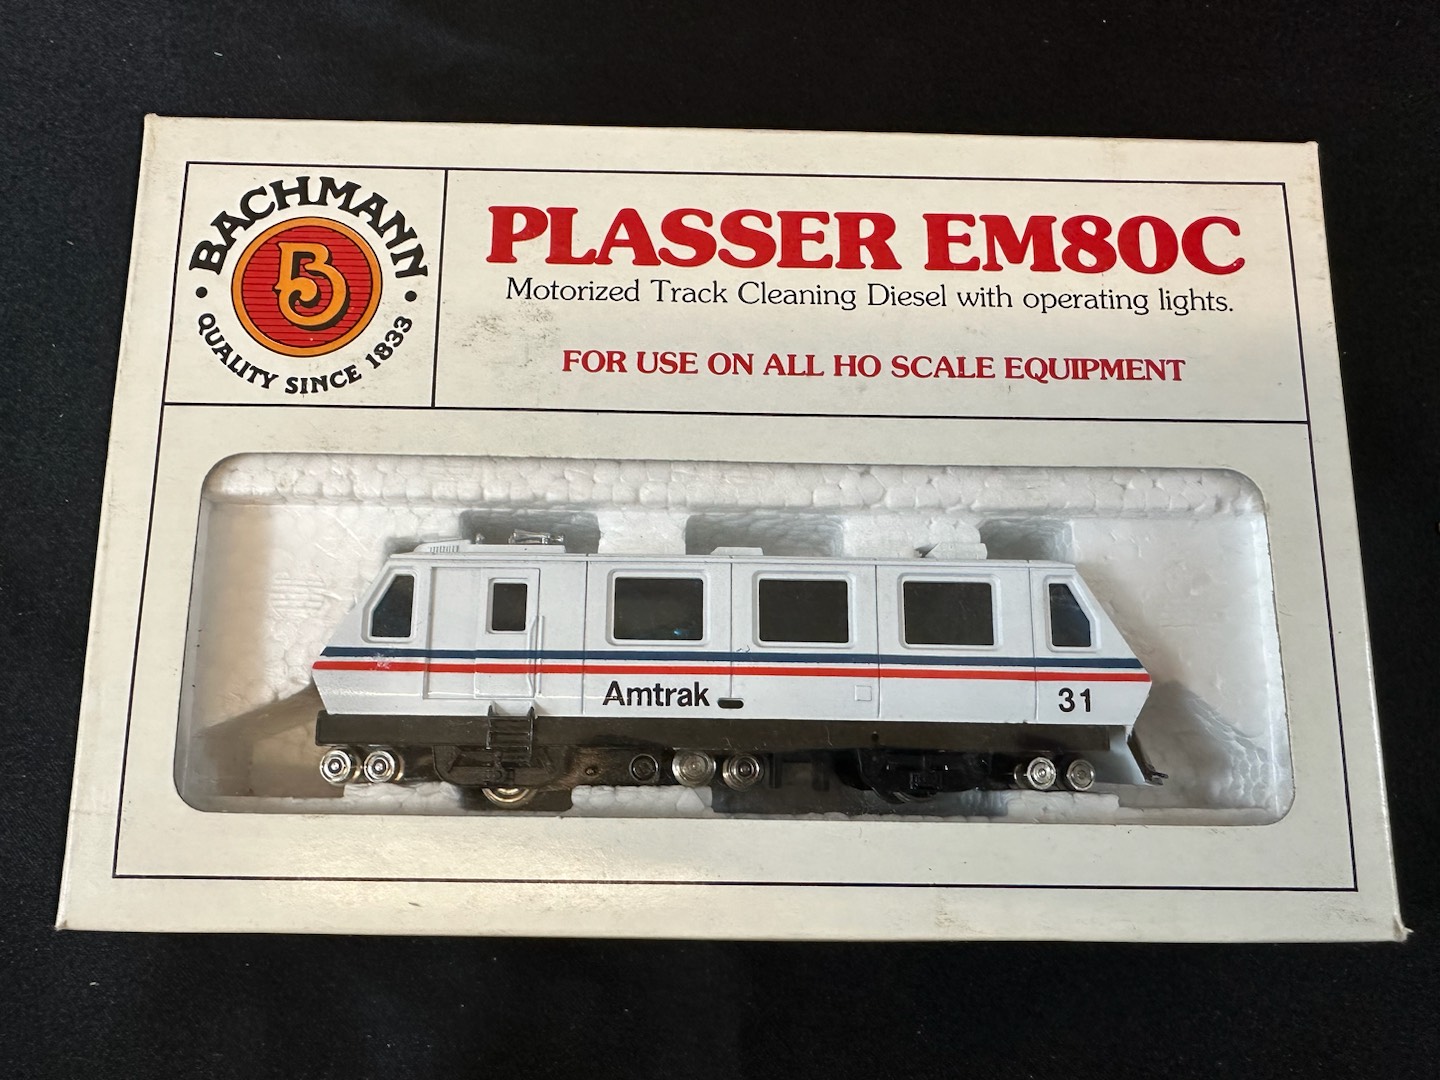 BACHMANN
B
• QUALITY SINCE 1833 •
PLASSER EM80C
Motorized Track Cleaning Diesel with operating lights.
FOR USE ON ALL HO SCALE EQUIPMENT
Amtrak
31